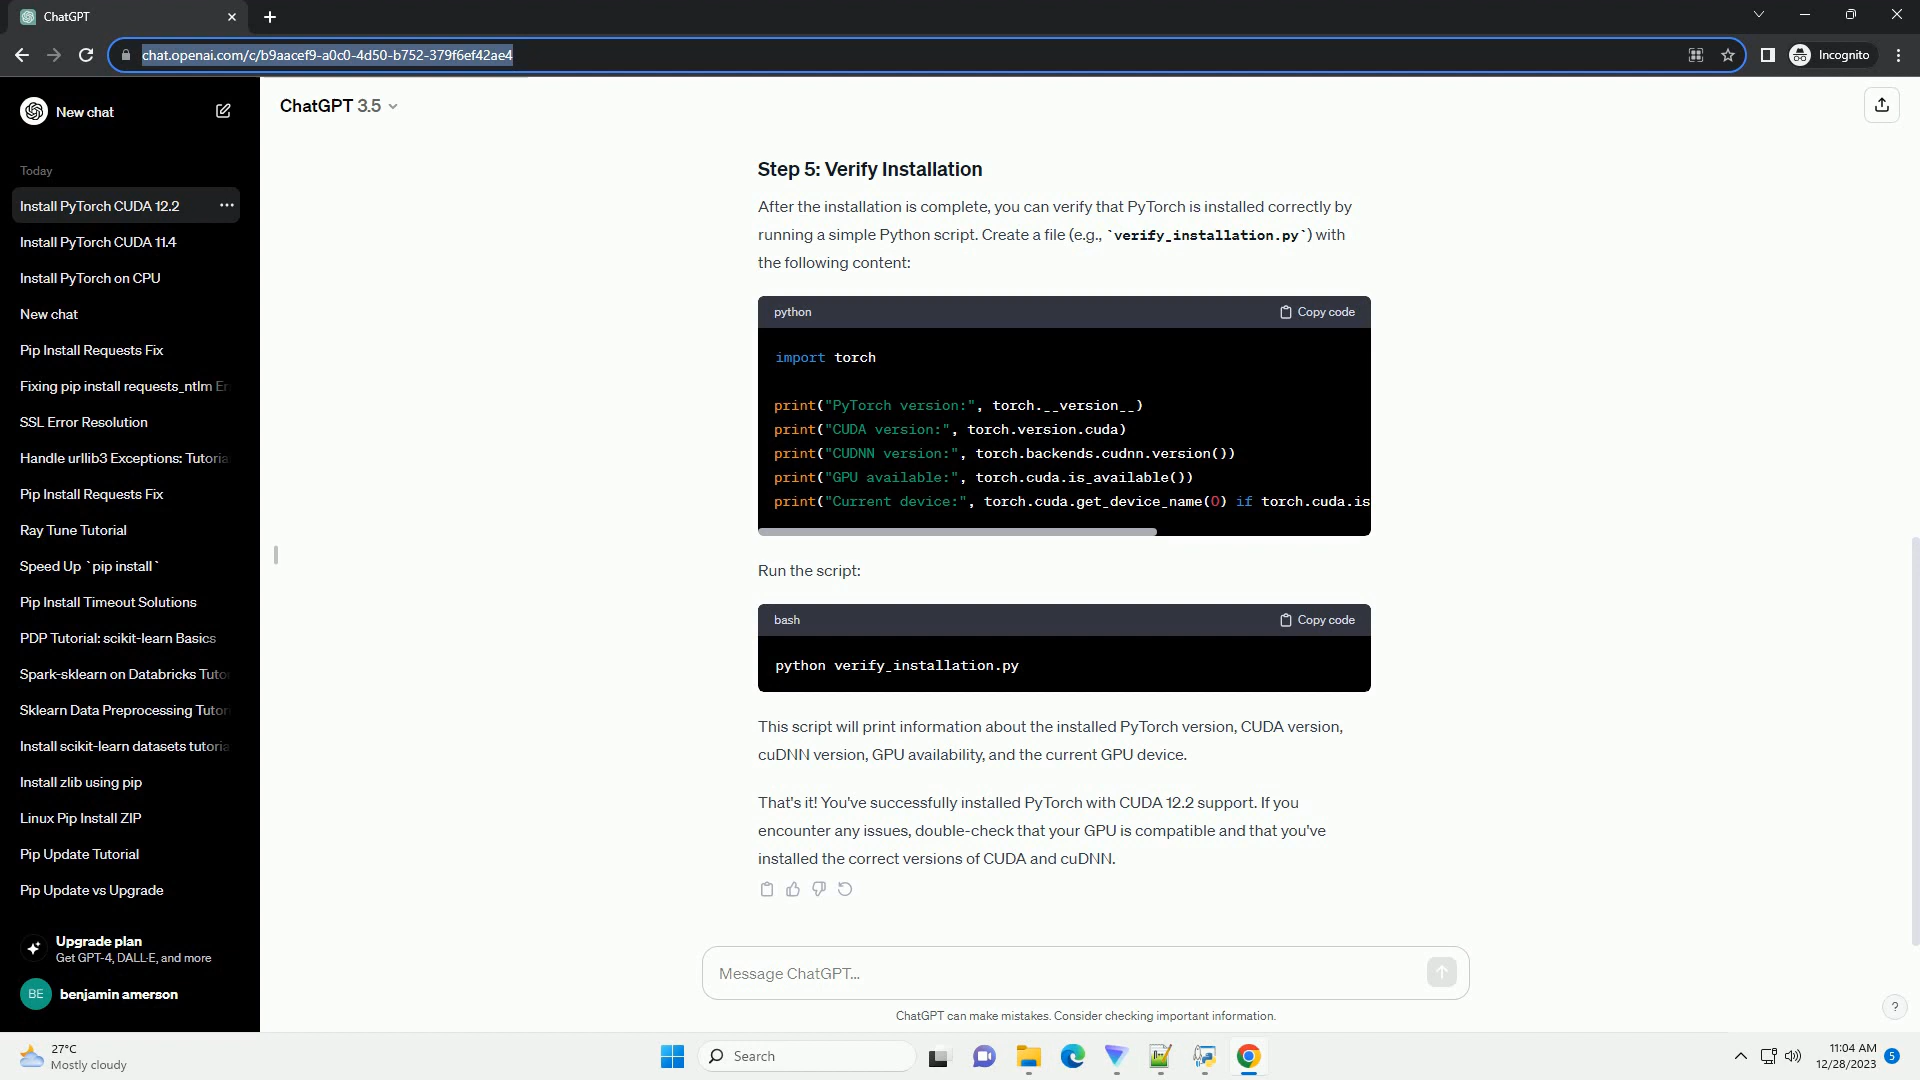 ChatGPT
chat.openai.com/c/b9aacef9-a0c0-4d50-b752-379f6ef42ae4
Incognito
New chat
Today
Install PyTorch CUDA 12.2
Install PyTorch CUDA 11.4
Install PyTorch on CPU
New chat
Pip Install Requests Fix
Fixing pip install requests_ntlm Er
SSL Error Resolution
Handle urllib3 Exceptions: Tutoria
Pip Install Requests Fix
Ray Tune Tutorial
Speed Up `pip install`
Pip Install Timeout Solutions
PDP Tutorial: scikit-learn Basics
Spark-sklearn on Databricks Tuto
Sklearn Data Preprocessing Tutor
Install scikit-learn datasets tutoria
Install zlib using pip
Linux Pip Install ZIP
Pip Update Tutorial
Pip Update vs Upgrade
Upgrade plan
Get GPT-4, DALL·E, and more
BE
benjamin amerson
ChatGPT 3.5
Step 5: Verify Installation
After the installation is complete, you can verify that PyTorch is installed correctly by
running a simple Python script. Create a file (e.g., `verify_installation.py`) with
the following content:
python
Copy code
import torch
print("PyTorch version:", torch.__version__)
print("CUDA version:", torch.version.cuda)
print("CUDNN version:", torch.backends.cudnn.version())
print("GPU available:", torch.cuda.is_available())
print("Current device:", torch.cuda.get_device_name(0) if torch.cuda.is
Run the script:
bash
Copy code
python verify_installation.py
This script will print information about the installed PyTorch version, CUDA version,
cuDNN version, GPU availability, and the current GPU device.
That's it! You've successfully installed PyTorch with CUDA 12.2 support. If you
encounter any issues, double-check that your GPU is compatible and that you've
installed the correct versions of CUDA and cuDNN.
Message ChatGPT...
ChatGPT can make mistakes. Consider checking important information.
?
27°C
Mostly cloudy
Search
11:04 AM
12/28/2023
5